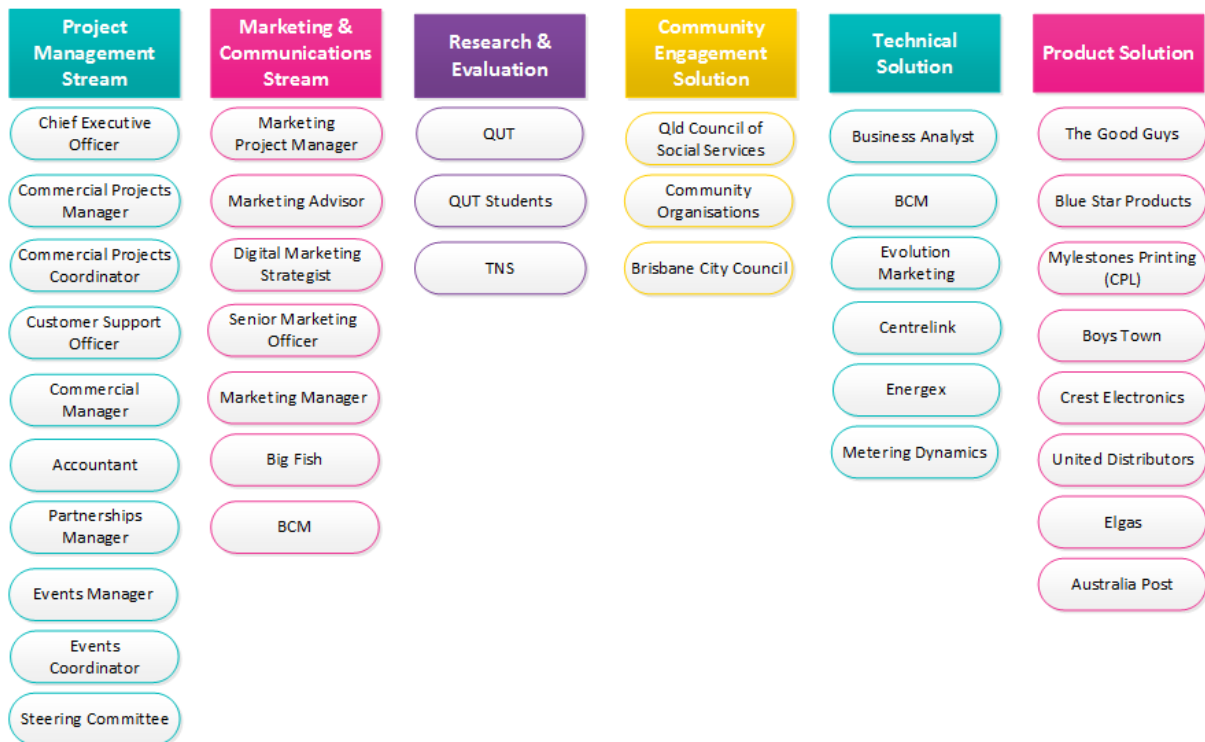 Project
Management
Stream
Chief Executive
Officer
Commercial Projects
Manager
Commercial Projects
Coordinator
Customer Support
Officer
Commercial
Manager
Accountant
Partnerships
Manager
Events Manager
Events
Coordinator
Steering Committee
Marketing &
Communications
Stream
Marketing
Project Manager
Marketing Advisor
Digital Marketing
Strategist
Senior Marketing
Officer
Marketing Manager
Big Fish
BCM
Research &
Evaluation
QUT
QUT Students
TNS
Community
Engagement
Solution
Qld Council of
Social Services
Community
Organisations
Brisbane City Council
Technical
Solution
Business Analyst
BCM
Evolution
Marketing
Centrelink
Energex
Metering Dynamics
Product Solution
The Good Guys
Blue Star Products
Mylestones Printing
(CPL)
Boys Town
Crest Electronics
United Distributors
Elgas
Australia Post